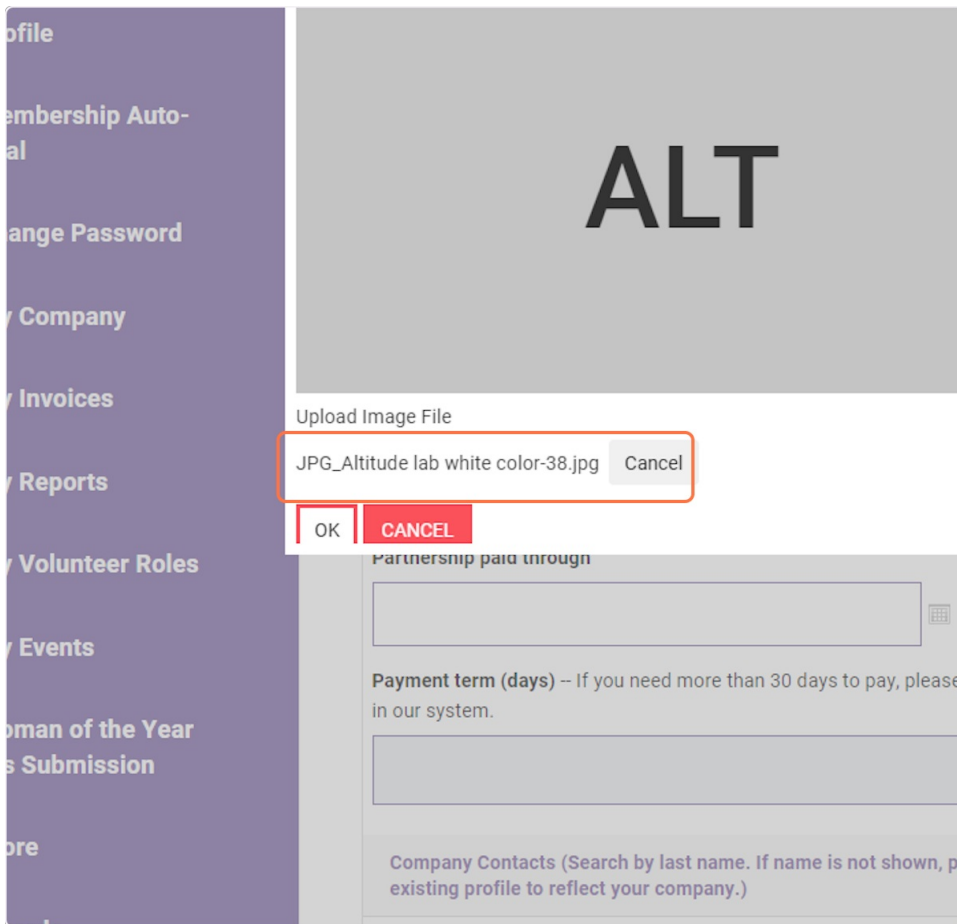 ofile
embership Auto-
al
ange Password
y Company
y Invoices
y Reports
y Volunteer Roles
y Events
oman of the Year
s Submission
ore
ALT
Upload Image File
JPG_Altitude lab white color-38.jpg Cancel
OK CANCEL
Partnership paid through
Payment term (days) -- If you need more than 30 days to pay, please
in our system.
Company Contacts (Search by last name. If name is not shown, p
existing profile to reflect your company.)